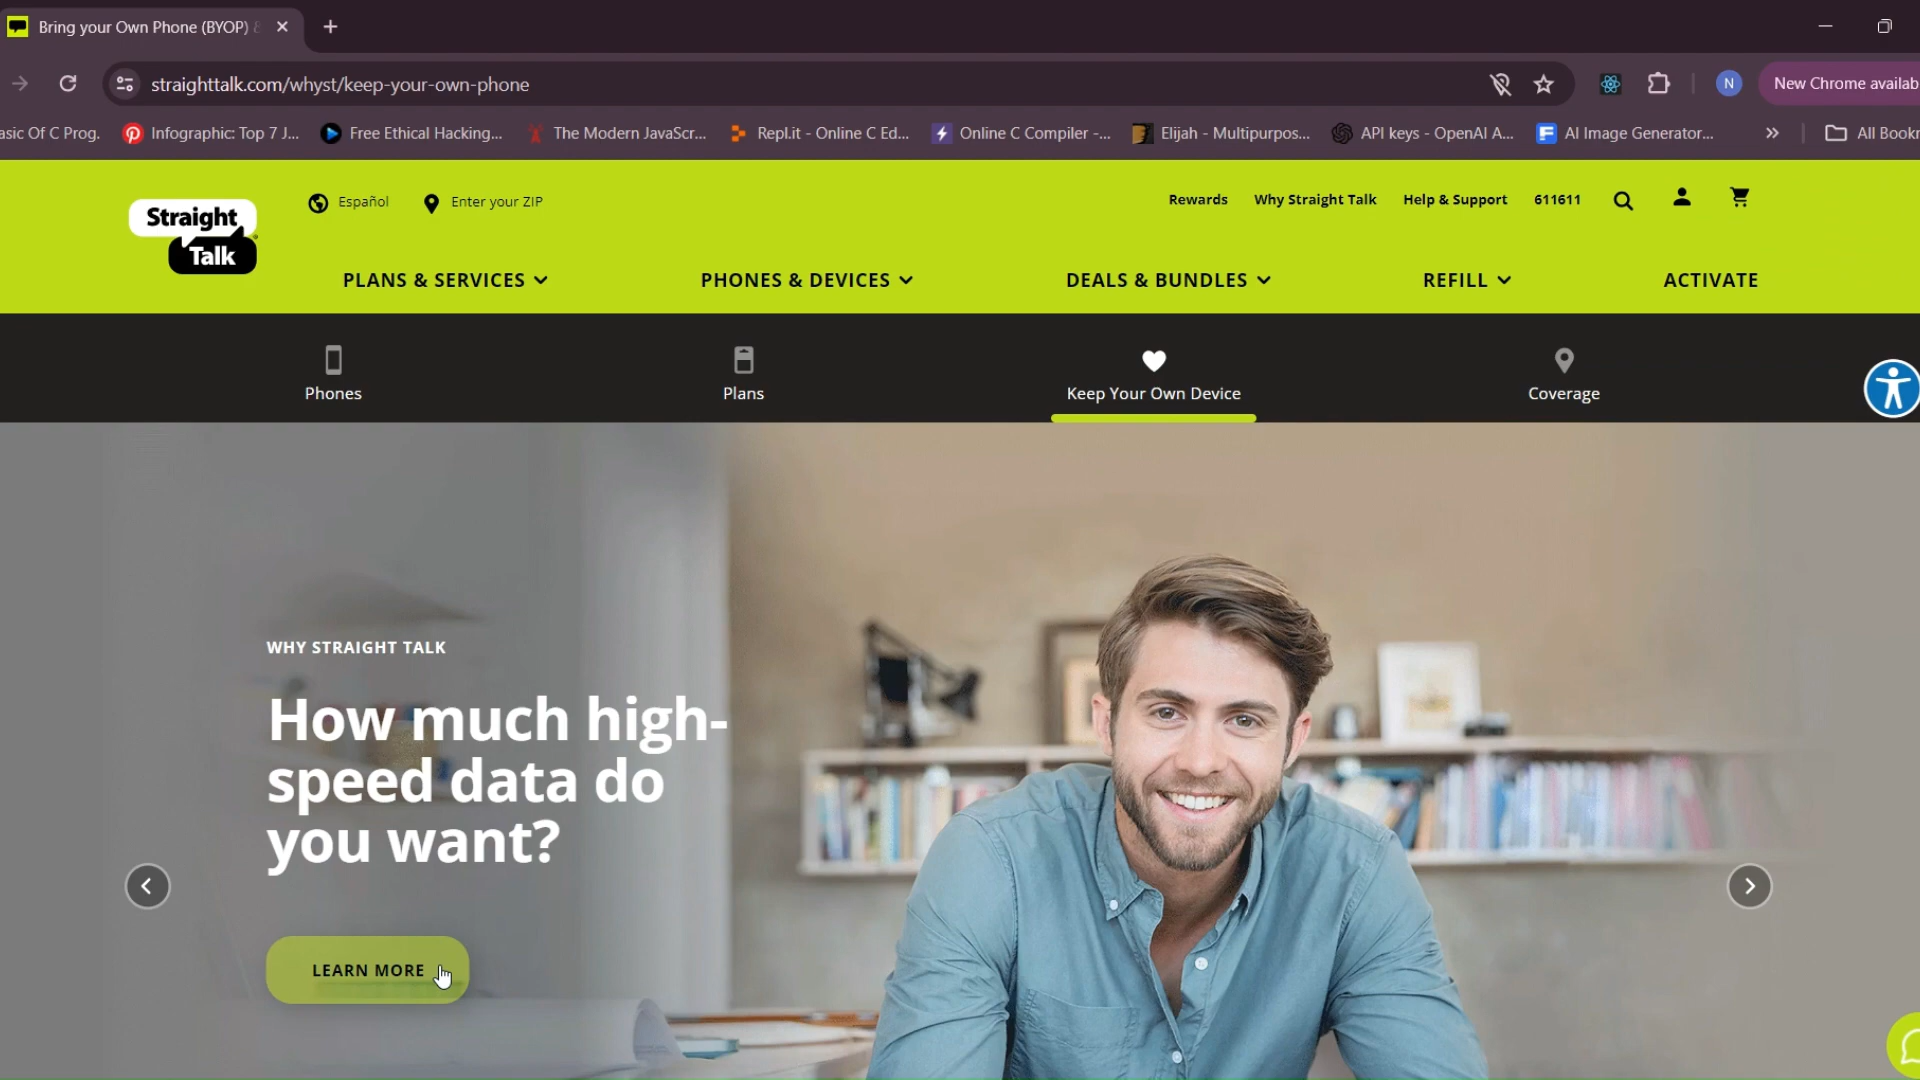 Bring your Own Phone (BYOP)
straighttalk.com/whyst/keep-your-own-phone
N
New Chrome availab
asic Of C Prog.
Infographic: Top 7 J...
Free Ethical Hacking...
The Modern JavaScr...
Repl.it - Online C Ed...
Online C Compiler -...
Elijah - Multipurpos...
API keys - OpenAI A...
AI Image Generator...
All Bookr
Straight
Talk
Español
Enter your ZIP
Rewards
Why Straight Talk
Help & Support
611611
PLANS & SERVICES
PHONES & DEVICES
DEALS & BUNDLES
REFILL
ACTIVATE
Phones
Plans
Keep Your Own Device
Coverage
WHY STRAIGHT TALK
How much high-
speed data do
you want?
LEARN MORE